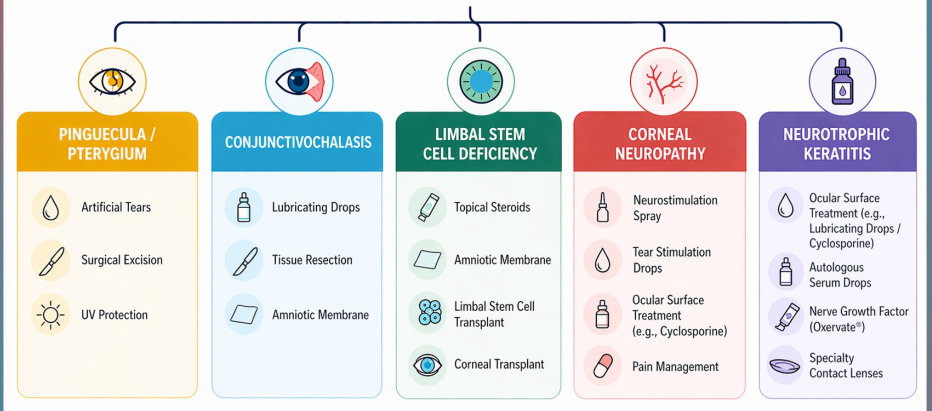 PINGUECULA /
PTERYGIUM
Artificial Tears
Surgical Excision
UV Protection
CONJUNCTIVOCHALASIS
Lubricating Drops
Tissue Resection
Amniotic Membrane
LIMBAL STEM
CELL DEFICIENCY
Topical Steroids
Amniotic Membrane
Limbal Stem Cell
Transplant
Corneal Transplant
CORNEAL
NEUROPATHY
Neurostimulation
Spray
Tear Stimulation
Drops
Ocular Surface
Treatment
(e.g., Cyclosporine)
Pain Management
NEUROTROPHIC
KERATITIS
Ocular Surface
Treatment (e.g.,
Lubricating Drops /
Cyclosporine)
Autologous
Serum Drops
Nerve Growth Factor
(Oxervate®)
Specialty
Contact Lenses